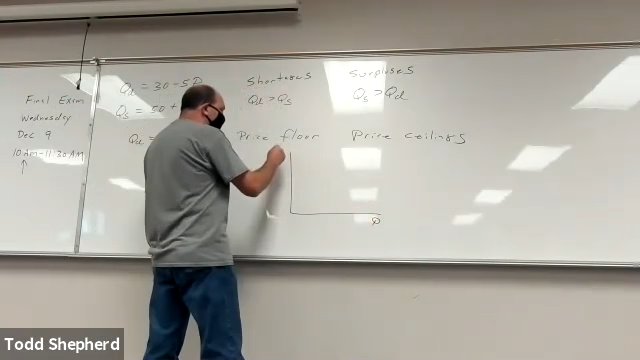 Final Exams
Wednesday
Dec 9
10 AM-11:30 AM
Qd = 30-5P
Qs = 50+
Qd =
Shortages
Qd > Qs
Surpluses
Qs > Qd
Price floor
Price ceilings
Q
Todd Shepherd